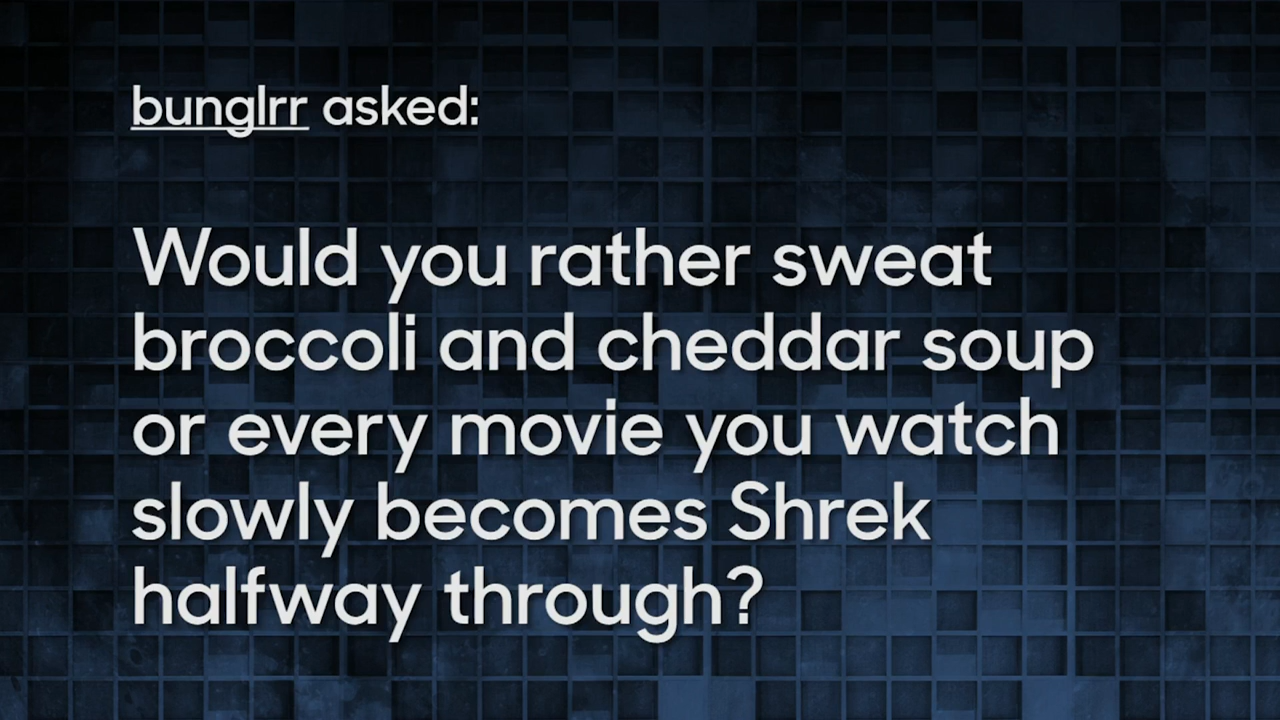 bunglrr asked:
Would you rather sweat
broccoli and cheddar soup
or every movie you watch
slowly becomes Shrek
halfway through?